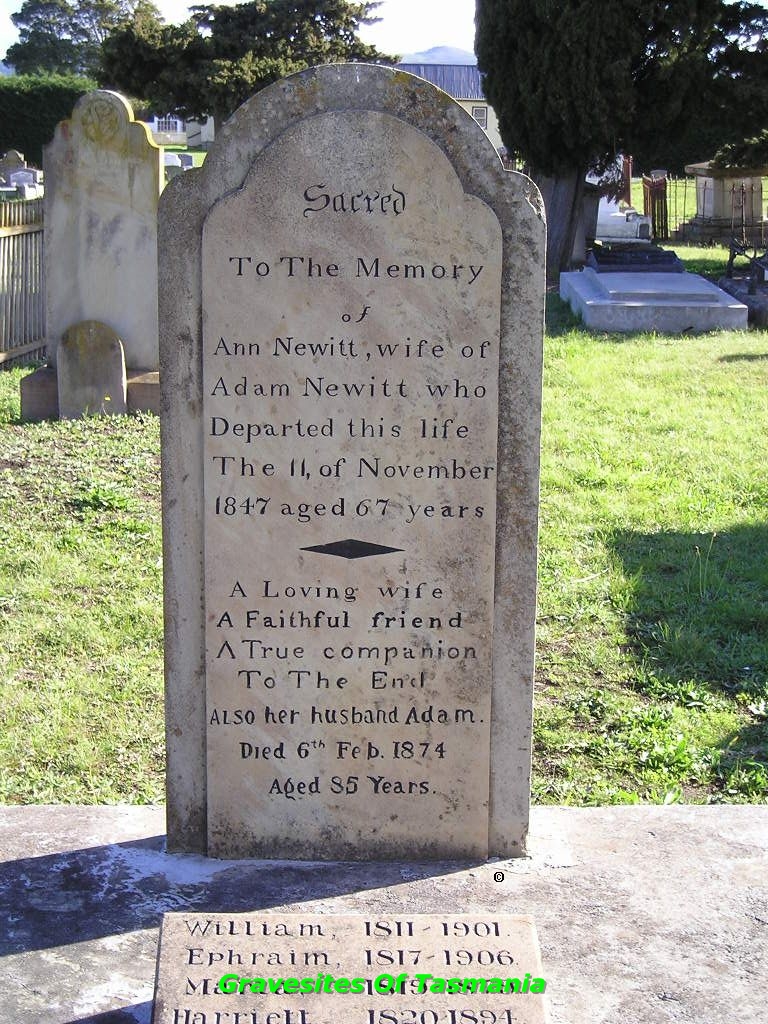 Sacred
To The Memory
of
Ann Newitt, wife of
Adam Newitt who
Departed this life
The 11, of November
1847 aged 67 years
A Loving wife
A Faithful friend
A True companion
To The End
Also her husband Adam.
Died 6th Feb. 1874
Aged 85 Years.
©
William, 1811-1901.
Ephraim, 1817-1906.
Gravesites Of Tasmania
Harriett 1820-1894